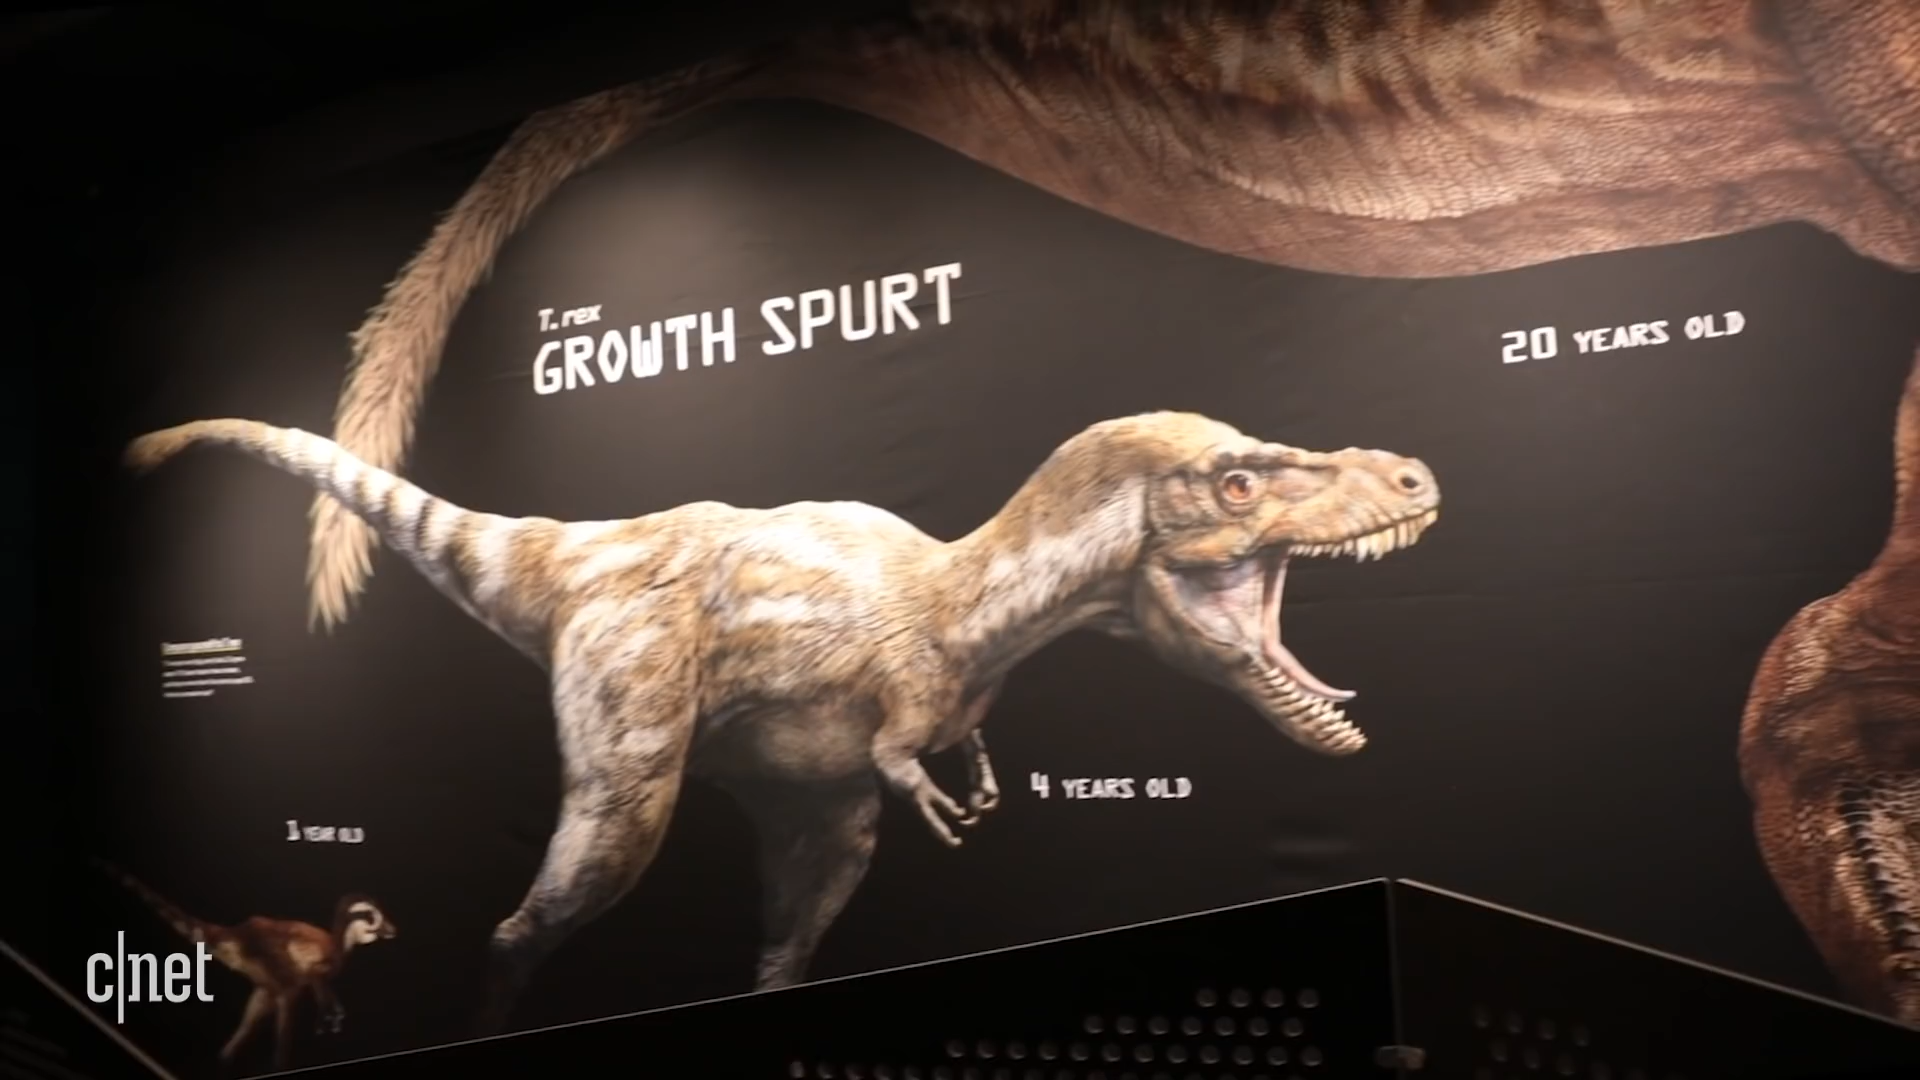 T. rex
GROWTH SPURT
20 YEARS OLD
4 YEARS OLD
1 YEAR OLD
c|net